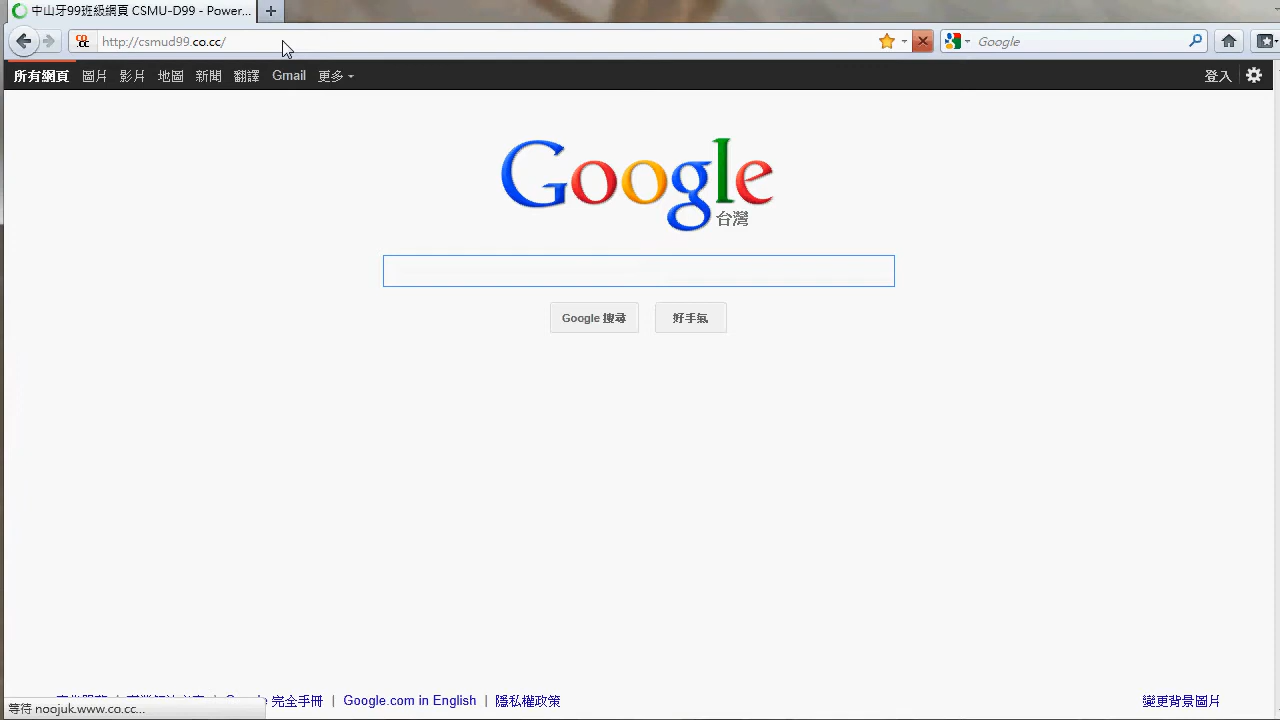 中山牙99班級網頁 CSMU-D99 - Power...
http://csmud99.co.cc/
Google
所有網頁 圖片 影片 地圖 新聞 翻譯 Gmail 更多
登入
Google
台灣
Google 搜尋 好手氣
完全手冊 | Google.com in English | 隱私權政策
變更背景圖片
等待 noojuk.www.co.cc...